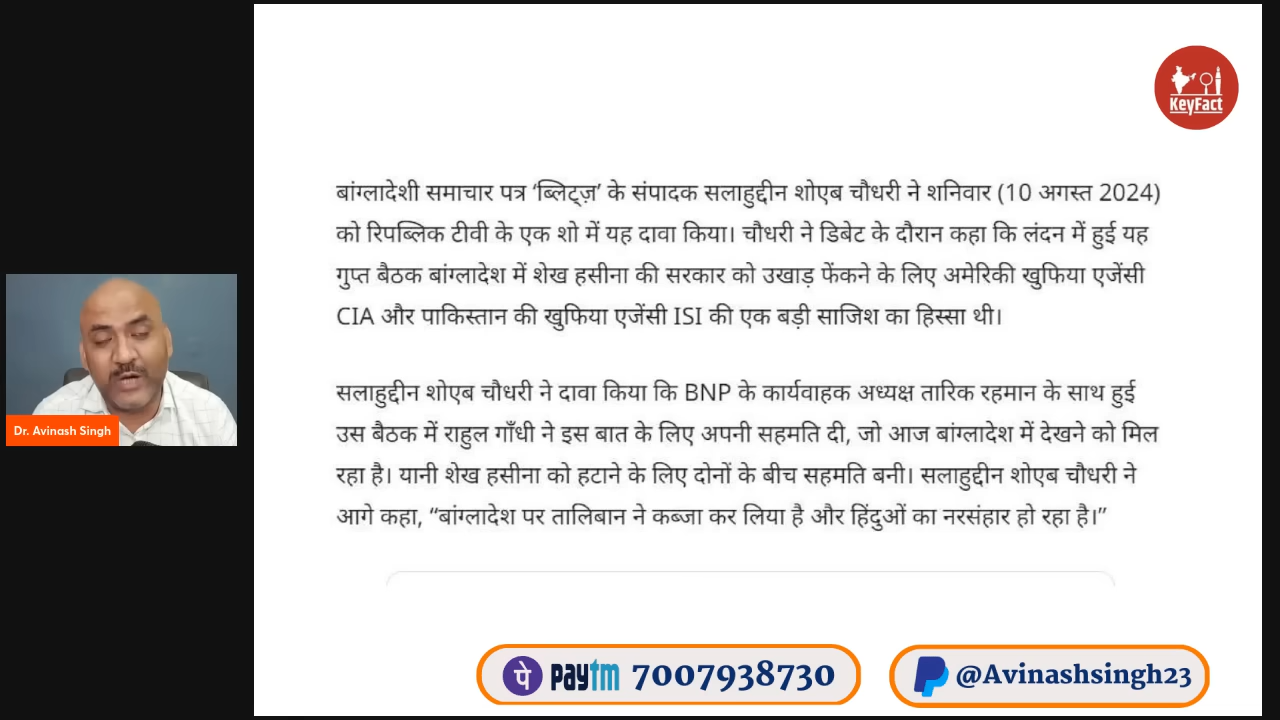 KeyFact
बांग्लादेशी समाचार पत्र ‘ब्लिट्ज़’ के संपादक सलाहुद्दीन शोएब चौधरी ने शनिवार (10 अगस्त 2024)
को रिपब्लिक टीवी के एक शो में यह दावा किया। चौधरी ने डिबेट के दौरान कहा कि लंदन में हुई यह
गुप्त बैठक बांग्लादेश में शेख हसीना की सरकार को उखाड़ फेंकने के लिए अमेरिकी खुफिया एजेंसी
CIA और पाकिस्तान की खुफिया एजेंसी ISI की एक बड़ी साजिश का हिस्सा थी।
सलाहुद्दीन शोएब चौधरी ने दावा किया कि BNP के कार्यवाहक अध्यक्ष तारिक रहमान के साथ हुई
उस बैठक में राहुल गाँधी ने इस बात के लिए अपनी सहमति दी, जो आज बांग्लादेश में देखने को मिल
रहा है। यानी शेख हसीना को हटाने के लिए दोनों के बीच सहमति बनी। सलाहुद्दीन शोएब चौधरी ने
आगे कहा, “बांग्लादेश पर तालिबान ने कब्जा कर लिया है और हिंदुओं का नरसंहार हो रहा है।”
Dr. Avinash Singh
पे paytm 7007938730
@Avinashsingh23